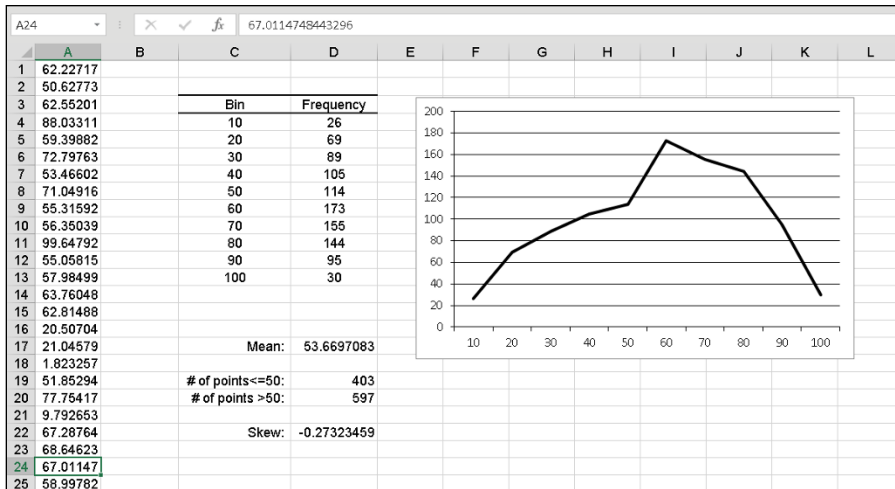 A24 fx 67.0114748443296
A B C D E F G H I J K L
1 62.22717
2 50.62773
3 62.55201 Bin Frequency
4 88.03311 10 26
5 59.39882 20 69
6 72.79763 30 89
7 53.46602 40 105
8 71.04916 50 114
9 55.31592 60 173
10 56.35039 70 155
11 99.64792 80 144
12 55.05815 90 95
13 57.98499 100 30
14 63.76048
15 62.81488
16 20.50704
17 21.04579 Mean: 53.6697083
18 1.823257
19 51.85294 # of points<=50: 403
20 77.75417 # of points >50: 597
21 9.792653
22 67.28764 Skew: -0.27323459
23 68.64623
24 67.01147
25 58.99782
200
180
160
140
120
100
80
60
40
20
0
10 20 30 40 50 60 70 80 90 100